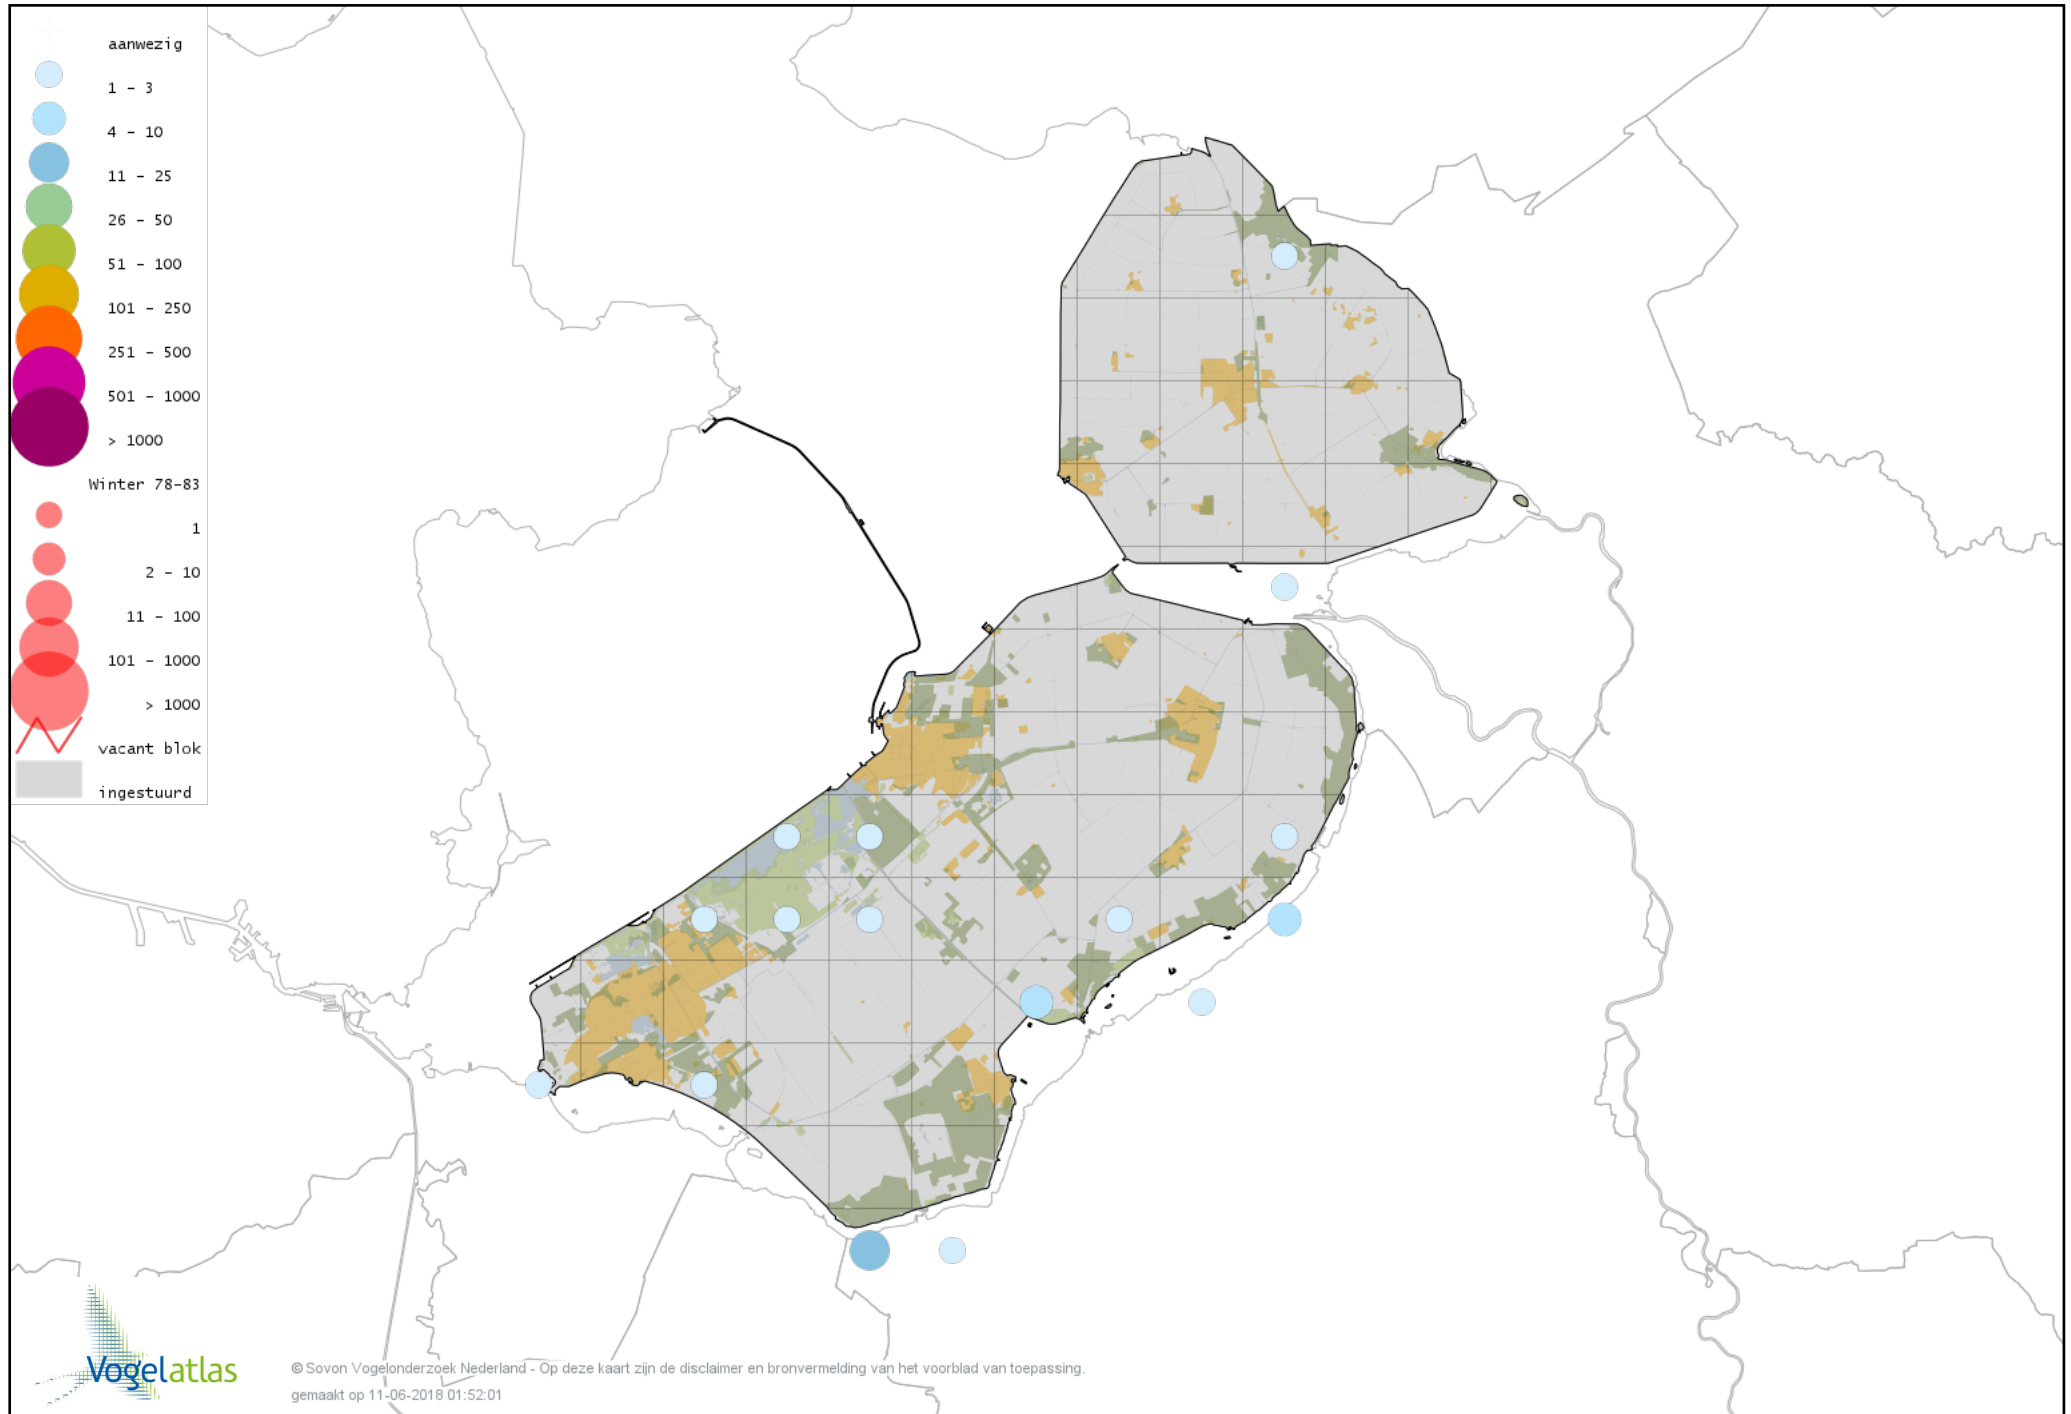 aanwezig
1 - 3
4 - 10
11 - 25
26 - 50
51 - 100
101 - 250
251 - 500
501 - 1000
> 1000
Winter 78-83
1
2 - 10
11 - 100
101 - 1000
> 1000
vacant blok
ingestuurd
Vogelatlas
© Sovon Vogelonderzoek Nederland - Op deze kaart zijn de disclaimer en bronvermelding van het voorblad van toepassing.
gemaakt op 11-06-2018 01:52:01